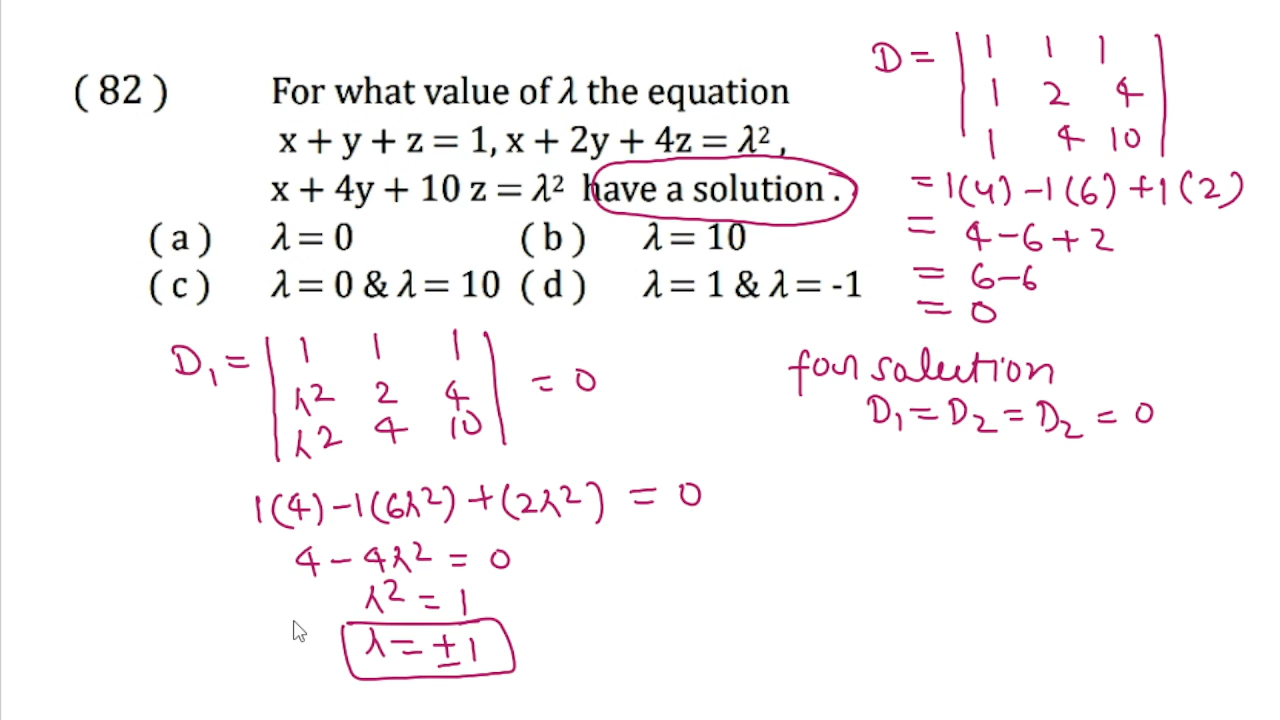 ( 82 ) For what value of λ the equation
x + y + z = 1, x + 2y + 4z = λ² ,
x + 4y + 10 z = λ² have a solution .
( a ) λ = 0 ( b ) λ = 10
( c ) λ = 0 & λ = 10 ( d ) λ = 1 & λ = -1
D = | 1 1 1 |
| 1 2 4 |
| 1 4 10 |
= 1(4) -1(6) +1(2)
= 4 - 6 + 2
= 6 - 6
= 0
D₁ = | 1 1 1 |
| λ2 2 4 | = 0
| λ2 4 10 |
1(4) -1(6λ2) + (2λ2) = 0
4 - 4λ2 = 0
λ2 = 1
λ = ±1
for solution
D₁ = D₂ = D₂ = 0